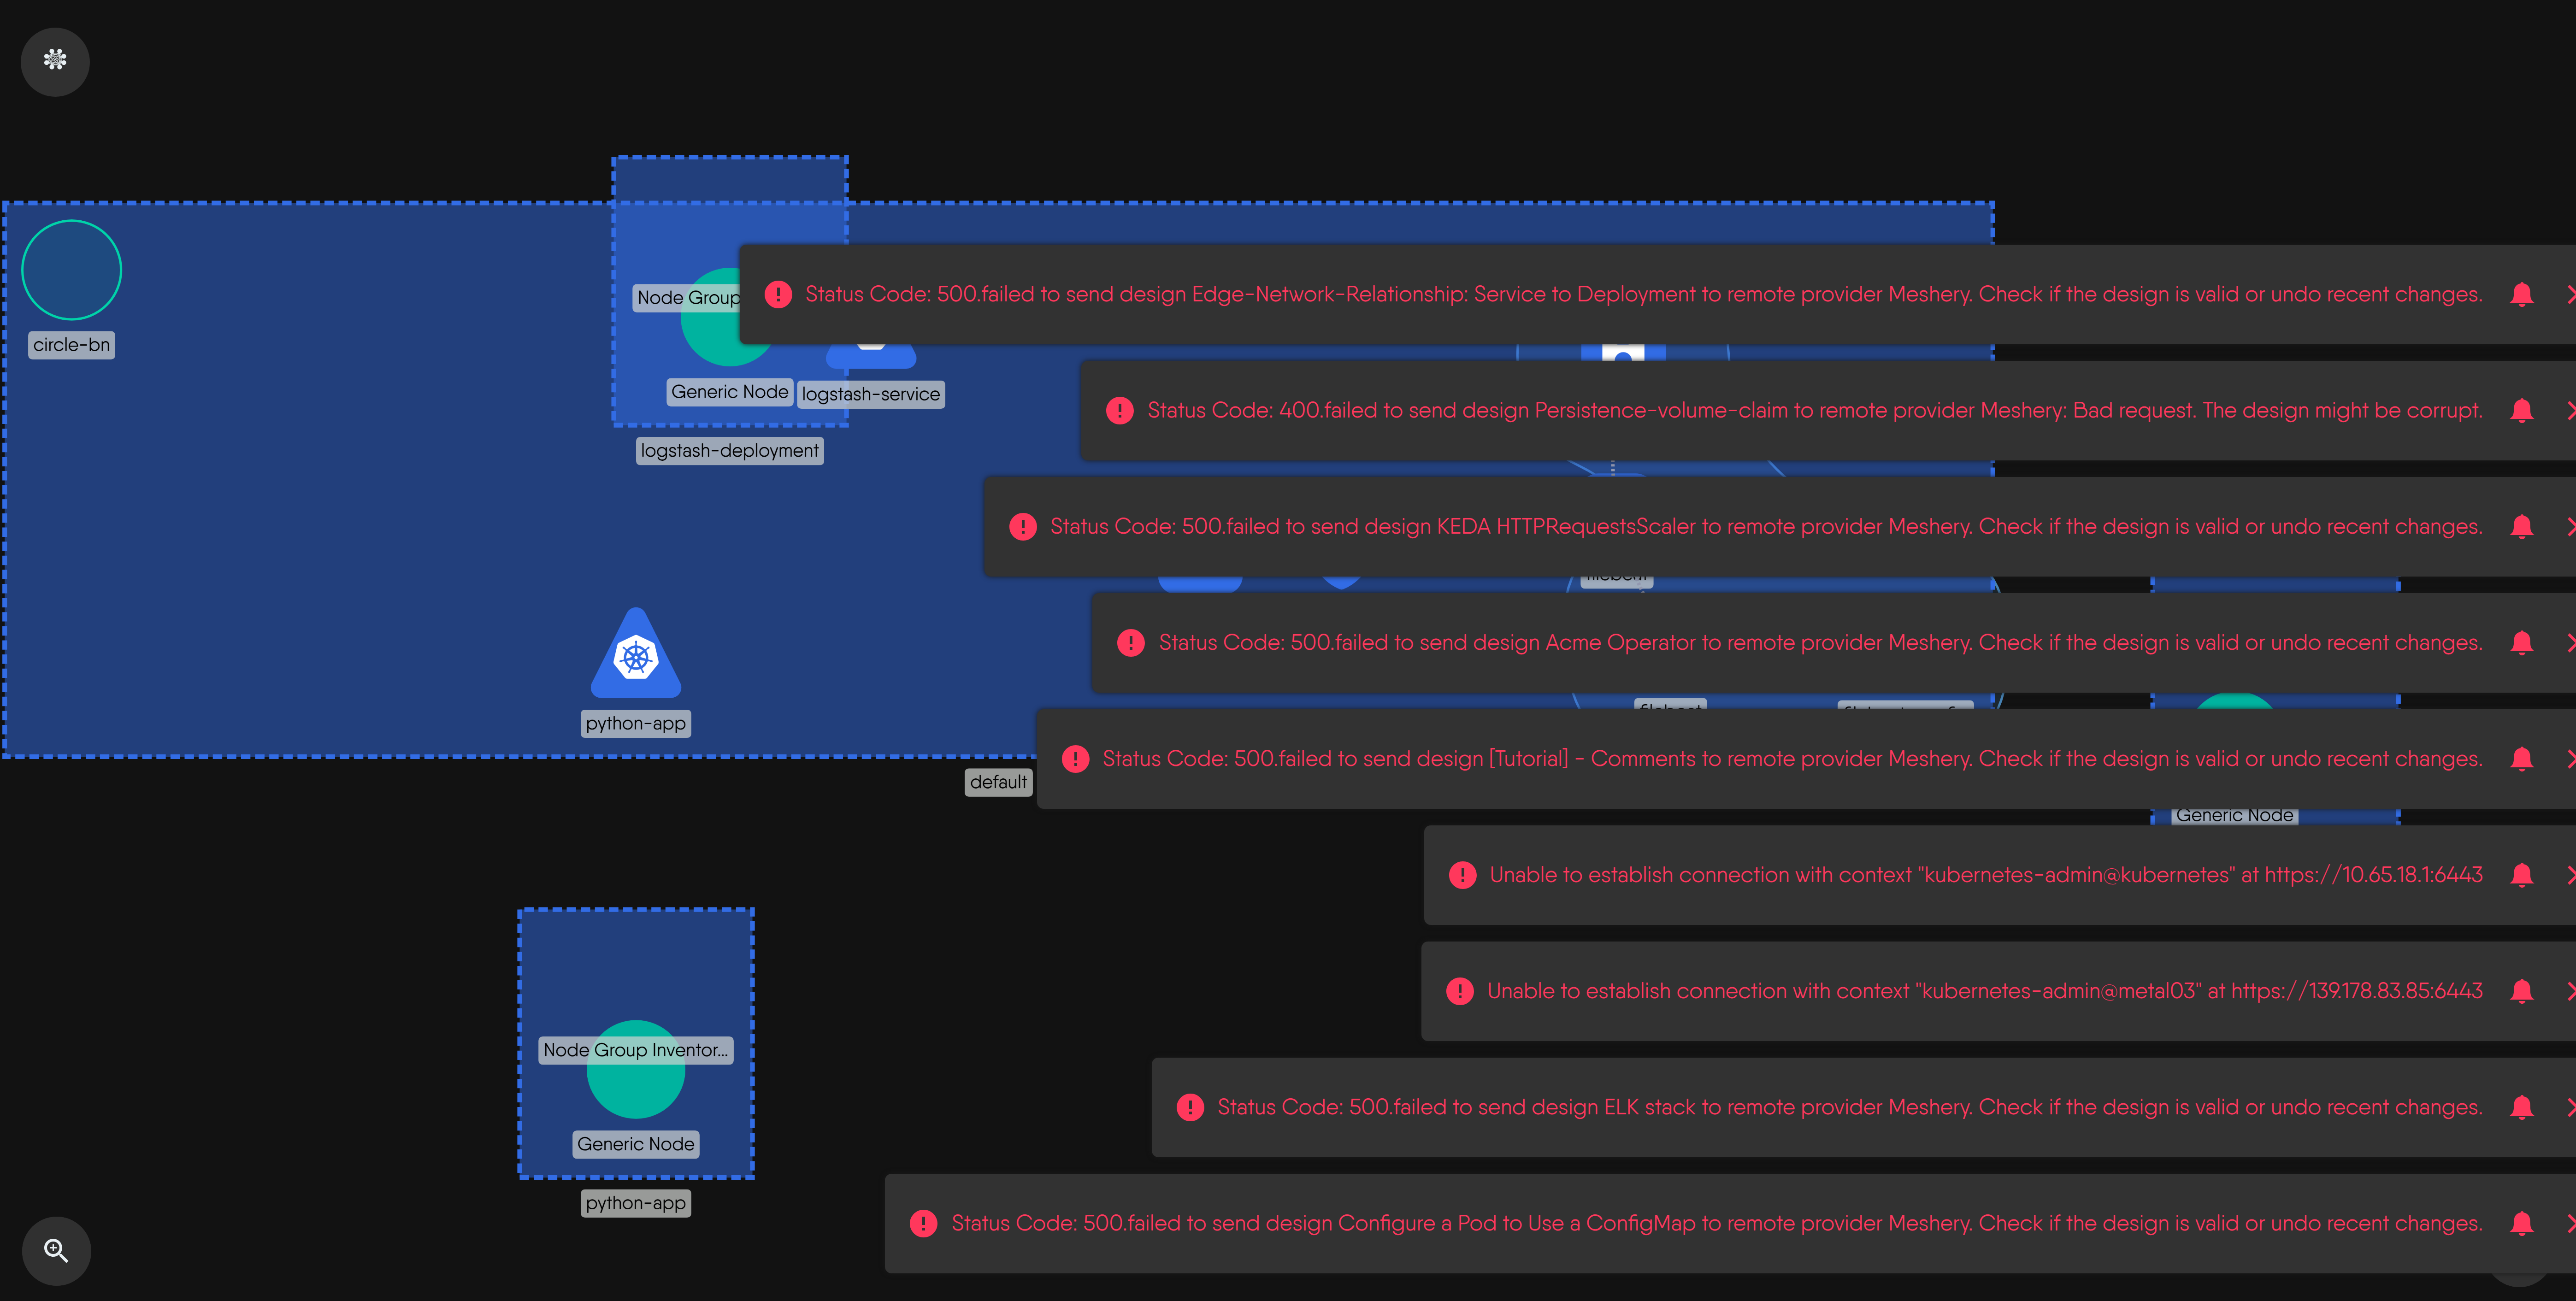 circle-bn
Node Group
Generic Node
logstash-service
logstash-deployment
Status Code: 500.failed to send design Edge-Network-Relationship: Service to Deployment to remote provider Meshery. Check if the design is valid or undo recent changes.
Status Code: 400.failed to send design Persistence-volume-claim to remote provider Meshery: Bad request. The design might be corrupt.
Status Code: 500.failed to send design KEDA HTTPRequestsScaler to remote provider Meshery. Check if the design is valid or undo recent changes.
Status Code: 500.failed to send design Acme Operator to remote provider Meshery. Check if the design is valid or undo recent changes.
python-app
Status Code: 500.failed to send design [Tutorial] - Comments to remote provider Meshery. Check if the design is valid or undo recent changes.
default
Generic Node
Unable to establish connection with context "kubernetes-admin@kubernetes" at https://10.65.18.1:6443
Unable to establish connection with context "kubernetes-admin@metal03" at https://139.178.83.85:6443
Node Group Inventor...
Generic Node
python-app
Status Code: 500.failed to send design ELK stack to remote provider Meshery. Check if the design is valid or undo recent changes.
Status Code: 500.failed to send design Configure a Pod to Use a ConfigMap to remote provider Meshery. Check if the design is valid or undo recent changes.